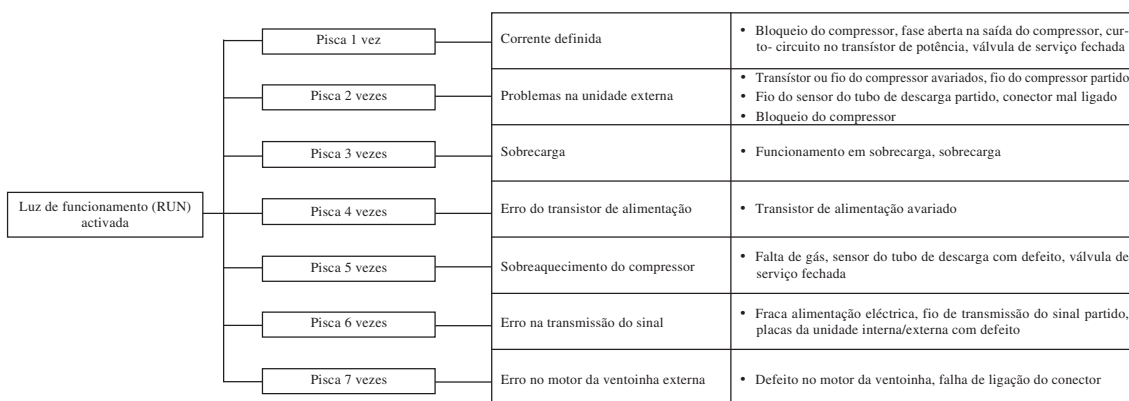 Luz de funcionamento (RUN)
activada
Pisca 1 vez
Corrente definida
• Bloqueio do compressor, fase aberta na saída do compressor, cur-
to- circuito no transístor de potência, válvula de serviço fechada
Pisca 2 vezes
Problemas na unidade externa
• Transístor ou fio do compressor avariados, fio do compressor partido
• Fio do sensor do tubo de descarga partido, conector mal ligado
• Bloqueio do compressor
Pisca 3 vezes
Sobrecarga
• Funcionamento em sobrecarga, sobrecarga
Pisca 4 vezes
Erro do transistor de alimentação
• Transistor de alimentação avariado
Pisca 5 vezes
Sobreaquecimento do compressor
• Falta de gás, sensor do tubo de descarga com defeito, válvula de
serviço fechada
Pisca 6 vezes
Erro na transmissão do sinal
• Fraca alimentação eléctrica, fio de transmissão do sinal partido,
placas da unidade interna/externa com defeito
Pisca 7 vezes
Erro no motor da ventoinha externa
• Defeito no motor da ventoinha, falha de ligação do conector